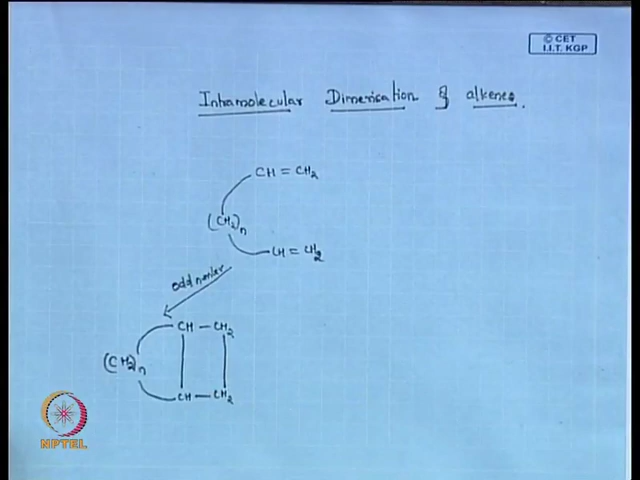 © CET
I.I.T. KGP
Intramolecular Dimerisation of alkenes.
CH = CH2
(CH2)n
CH = CH2
odd number
CH — CH2
(CH2)n
CH — CH2
NPTEL